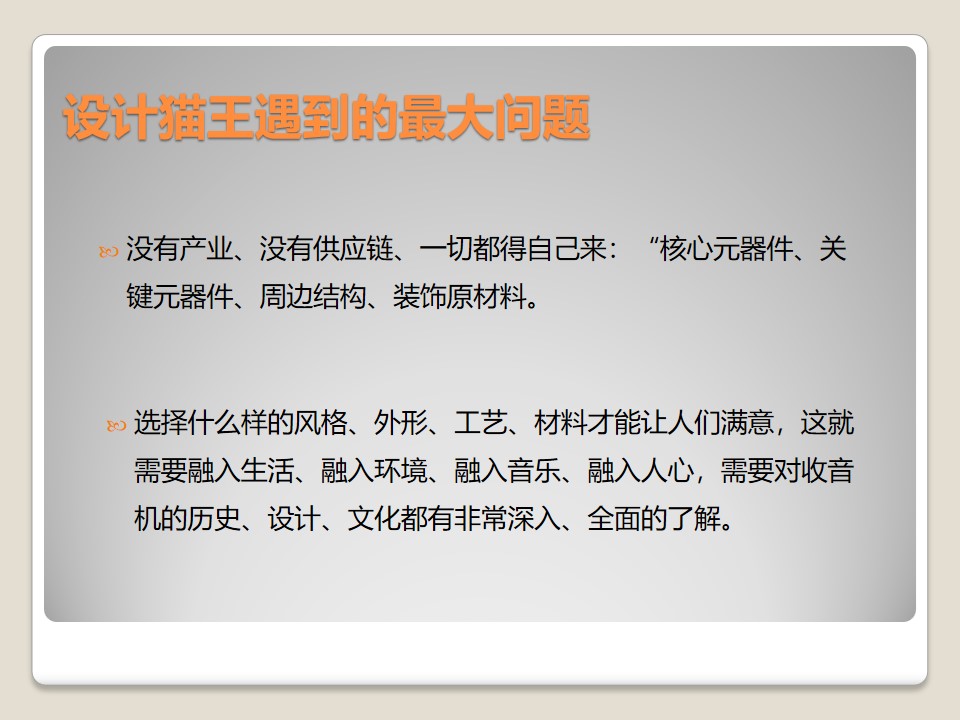 设计猫王遇到的最大问题
没有产业、没有供应链、一切都得自己来：“核心元器件、关
键元器件、周边结构、装饰原材料。
选择什么样的风格、外形、工艺、材料才能让人们满意，这就
需要融入生活、融入环境、融入音乐、融入人心，需要对收音
机的历史、设计、文化都有非常深入、全面的了解。